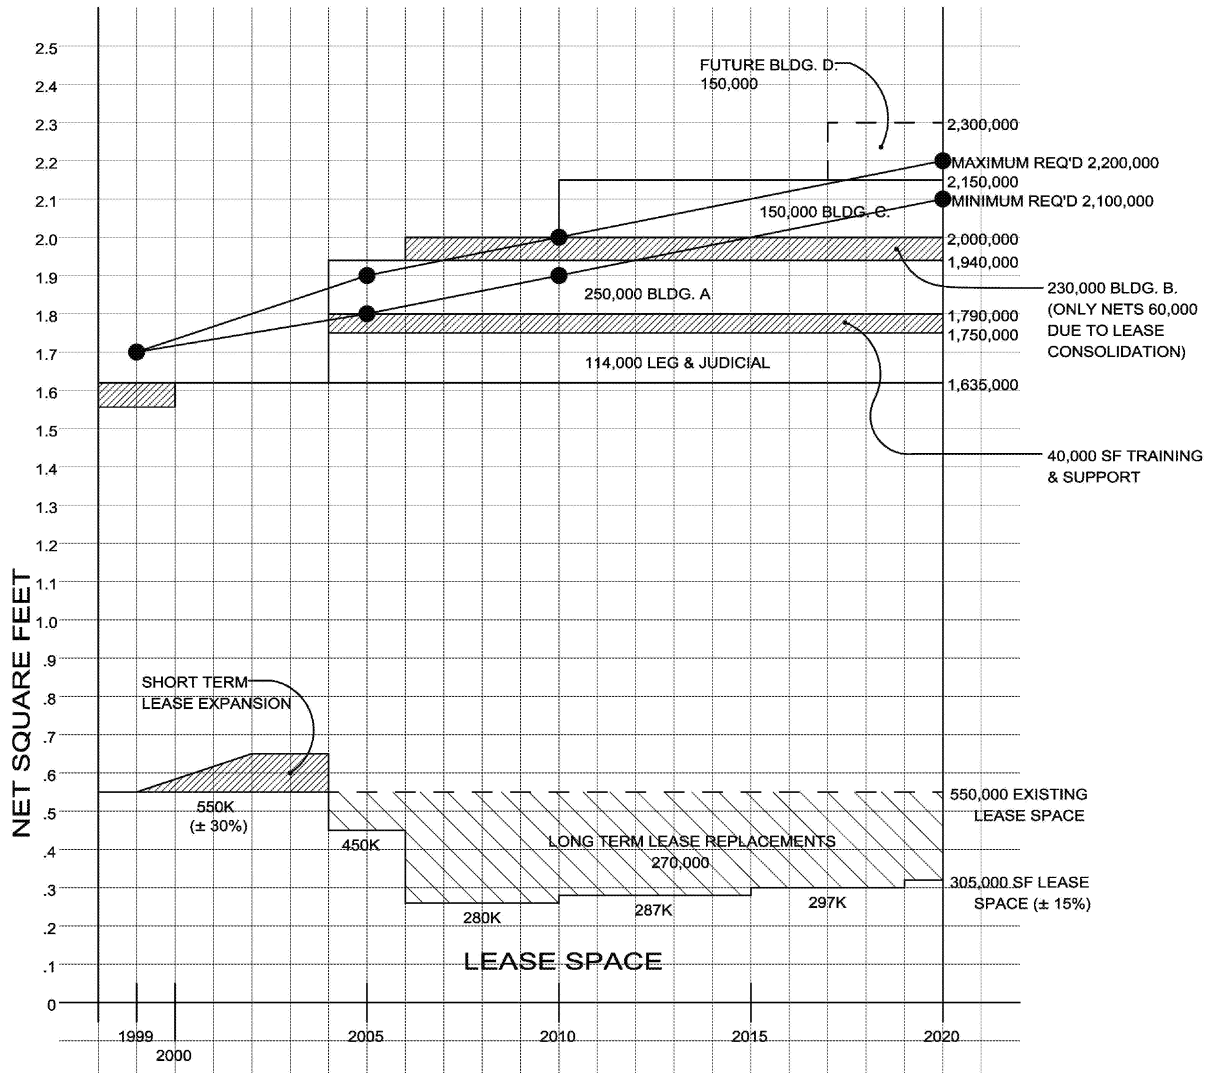 2.5
FUTURE BLDG. D.
2.4
150,000
2.3
2,300,000
2.2
MAXIMUM REQ'D 2,200,000
2,150,000
2.1
MINIMUM REQ'D 2,100,000
150,000 BLDG. C.
2.0
2,000,000
1,940,000
1.9
250,000 BLDG. A
230,000 BLDG. B.
(ONLY NETS 60,000
DUE TO LEASE
CONSOLIDATION)
1.8
1,790,000
1,750,000
1.7
114,000 LEG & JUDICIAL
1.6
1,635,000
1.5
40,000 SF TRAINING
& SUPPORT
1.4
1.3
1.2
1.1
1.0
.9
NET SQUARE FEET
SHORT TERM
LEASE EXPANSION
.8
.7
.6
550K
(± 30%)
550,000 EXISTING
LEASE SPACE
.5
450K
LONG TERM LEASE REPLACEMENTS
270,000
.4
.3
305,000 SF LEASE
SPACE (± 15%)
280K
287K
297K
.2
LEASE SPACE
.1
0
1999
2000
2005
2010
2015
2020